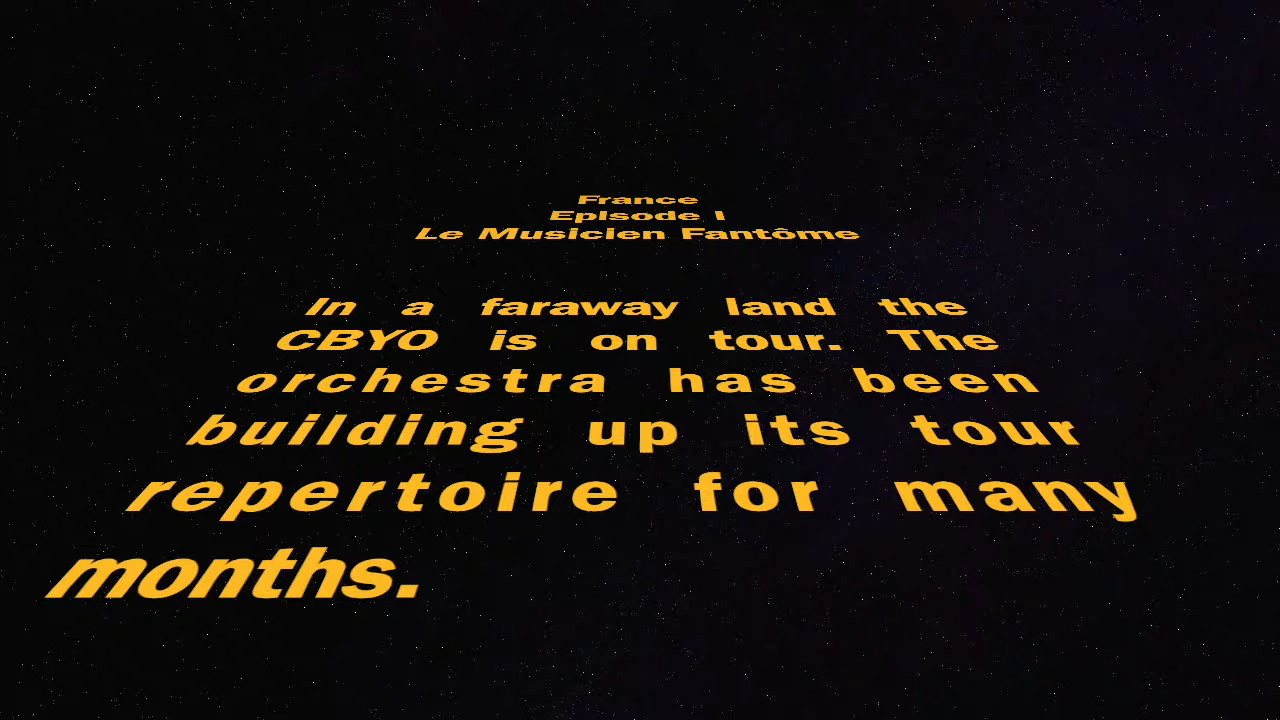 France
Episode I
Le Musicien Fantôme
In a faraway land the
CBYO is on tour. The
orchestra has been
building up its tour
repertoire for many
months.